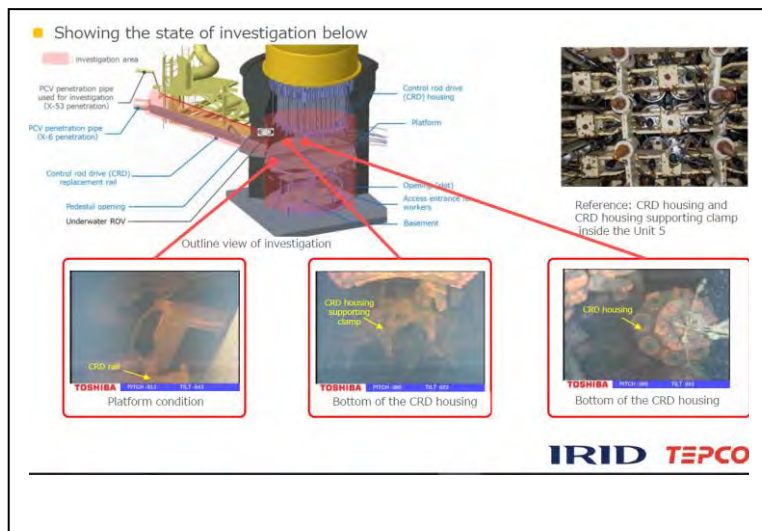 Showing the state of investigation below
: investigation area
PCV penetration pipe
used for investigation
(X-53 penetration)
PCV penetration pipe
(X-6 penetration)
Control rod drive (CRD)
replacement rail
Pedestal opening
Underwater ROV
Control rod drive
(CRD) housing
Platform
Opening (slot)
Access entrance for
workers
Basement
Outline view of investigation
Reference: CRD housing and
CRD housing supporting clamp
inside the Unit 5
CRD rail
TOSHIBA
Platform condition
CRD housing
supporting
clamp
TOSHIBA
Bottom of the CRD housing
CRD housing
TOSHIBA
Bottom of the CRD housing
IRID TEPCO